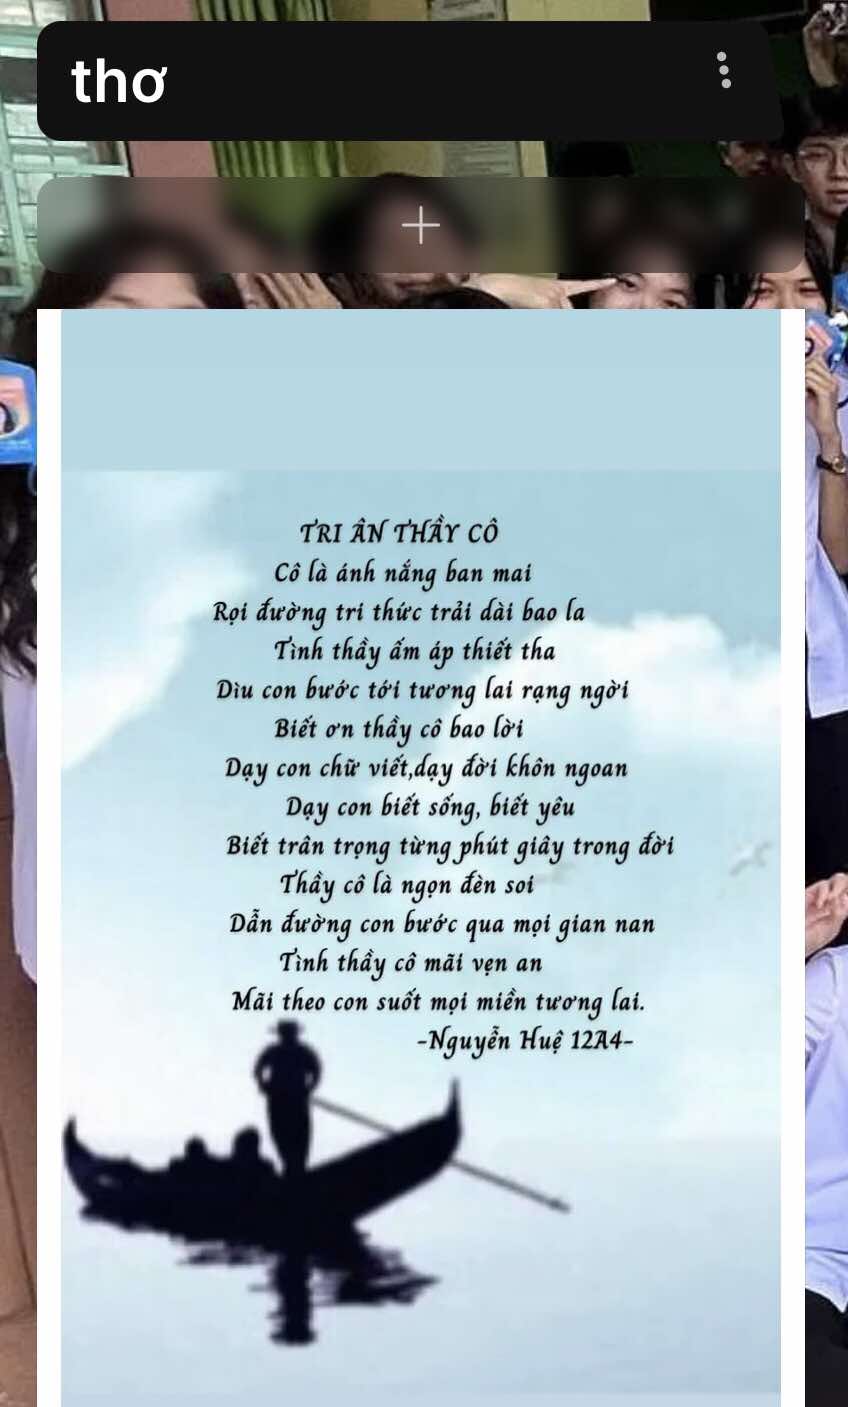 thơ
TRI ÂN THẦY CÔ
Cô là ánh nắng ban mai
Rọi đường tri thức trải dài bao la
Tình thầy ấm áp thiết tha
Dìu con bước tới tương lai rạng ngời
Biết ơn thầy cô bao lời
Dạy con chữ viết,dạy đời khôn ngoan
Dạy con biết sống, biết yêu
Biết trân trọng từng phút giây trong đời
Thầy cô là ngọn đèn soi
Dẫn đường con bước qua mọi gian nan
Tình thầy cô mãi vẹn an
Mãi theo con suốt mọi miền tương lai.
-Nguyễn Huệ 12A4-